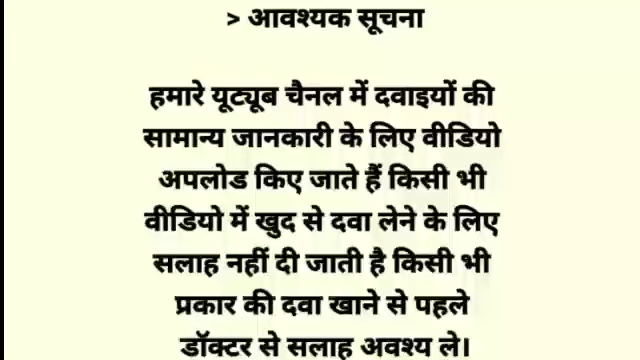 > आवश्यक सूचना
हमारे यूट्यूब चैनल में दवाइयों की
सामान्य जानकारी के लिए वीडियो
अपलोड किए जाते हैं किसी भी
वीडियो में खुद से दवा लेने के लिए
सलाह नहीं दी जाती है किसी भी
प्रकार की दवा खाने से पहले
डॉक्टर से सलाह अवश्य ले।